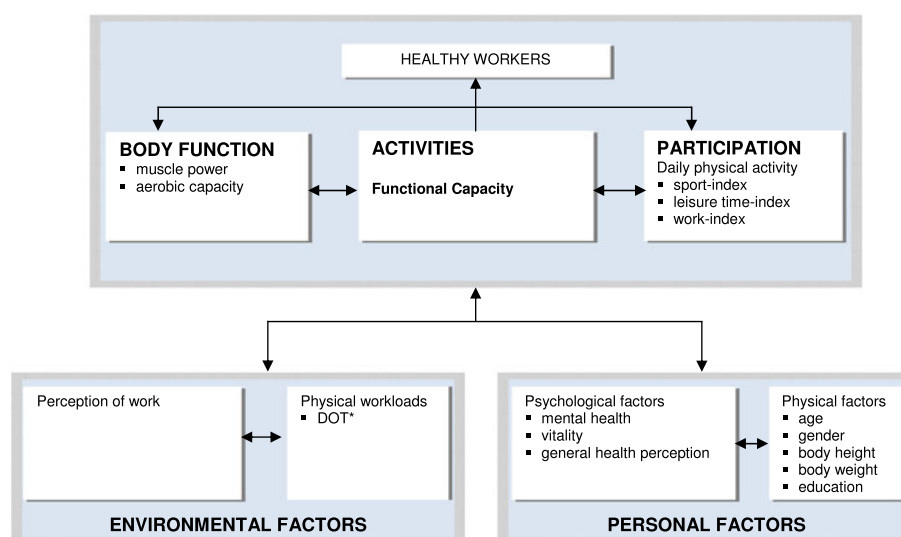 HEALTHY WORKERS
BODY FUNCTION
▪ muscle power
▪ aerobic capacity
ACTIVITIES
Functional Capacity
PARTICIPATION
Daily physical activity
▪ sport-index
▪ leisure time-index
▪ work-index
Perception of work
Physical workloads
▪ DOT*
ENVIRONMENTAL FACTORS
Psychological factors
▪ mental health
▪ vitality
▪ general health perception
Physical factors
▪ age
▪ gender
▪ body height
▪ body weight
▪ education
PERSONAL FACTORS